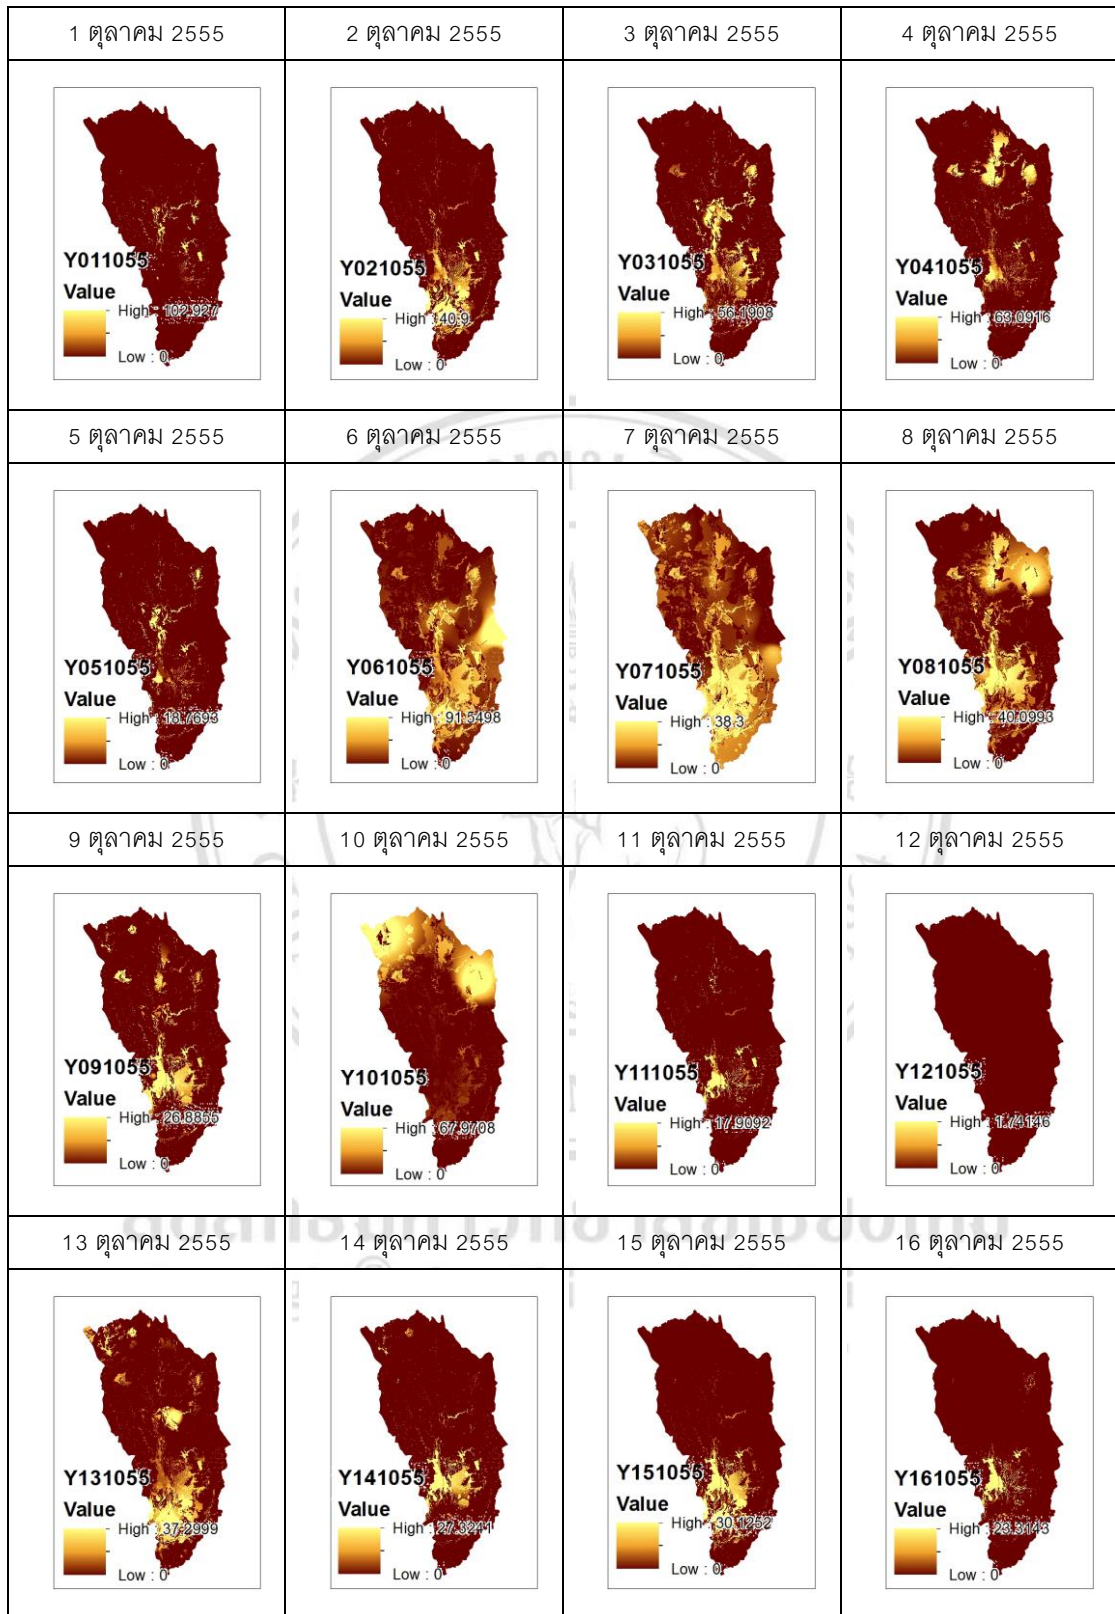 1 ตุลาคม 2555
2 ตุลาคม 2555
3 ตุลาคม 2555
4 ตุลาคม 2555
Y011055
Value
High : 102.927
Low : 0
Y021055
Value
High : 40.9
Low : 0
Y031055
Value
High : 56.1908
Low : 0
Y041055
Value
High : 63.0916
Low : 0
5 ตุลาคม 2555
6 ตุลาคม 2555
7 ตุลาคม 2555
8 ตุลาคม 2555
Y051055
Value
High : 18.7693
Low : 0
Y061055
Value
High : 91.5498
Low : 0
Y071055
Value
High : 38.3
Low : 0
Y081055
Value
High : 40.0993
Low : 0
9 ตุลาคม 2555
10 ตุลาคม 2555
11 ตุลาคม 2555
12 ตุลาคม 2555
Y091055
Value
High : 26.8855
Low : 0
Y101055
Value
High : 67.9708
Low : 0
Y111055
Value
High : 17.9092
Low : 0
Y121055
Value
High : 1.74146
Low : 0
13 ตุลาคม 2555
14 ตุลาคม 2555
15 ตุลาคม 2555
16 ตุลาคม 2555
Y131055
Value
High : 37.2999
Low : 0
Y141055
Value
High : 27.3241
Low : 0
Y151055
Value
High : 30.1252
Low : 0
Y161055
Value
High : 23.3143
Low : 0